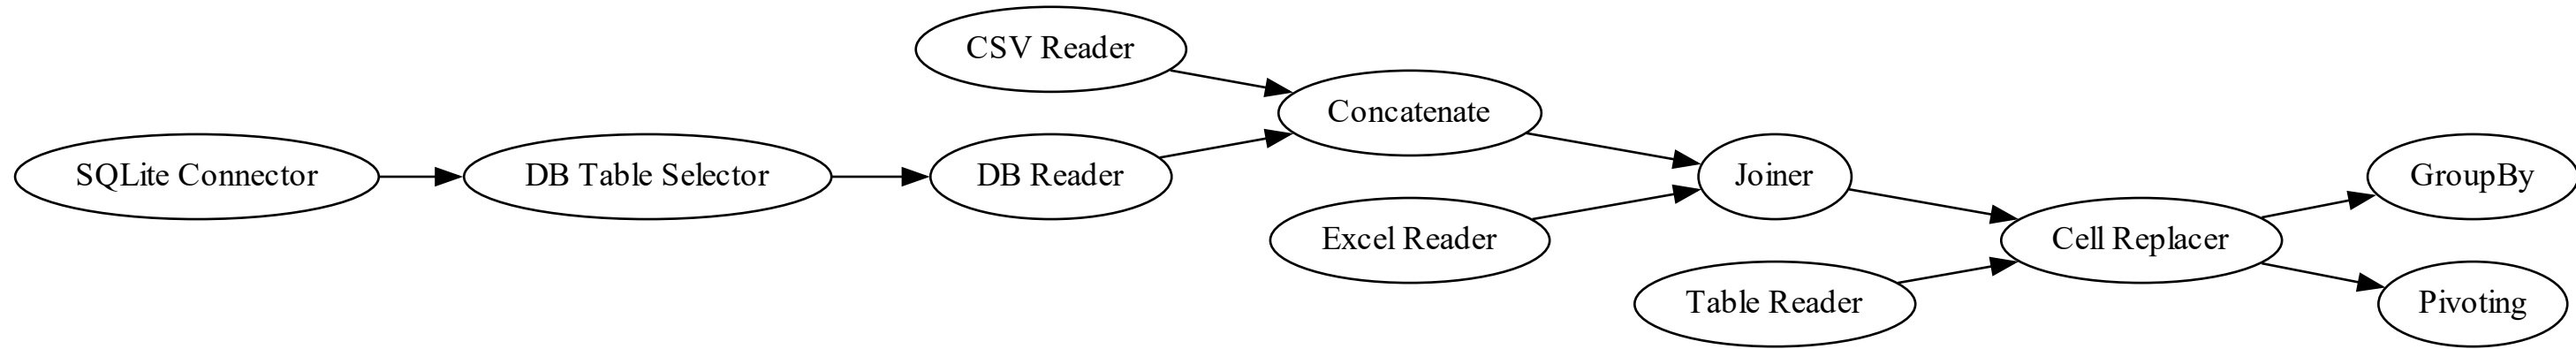 CSV Reader
Concatenate
SQLite Connector
DB Table Selector
DB Reader
Joiner
GroupBy
Excel Reader
Cell Replacer
Table Reader
Pivoting